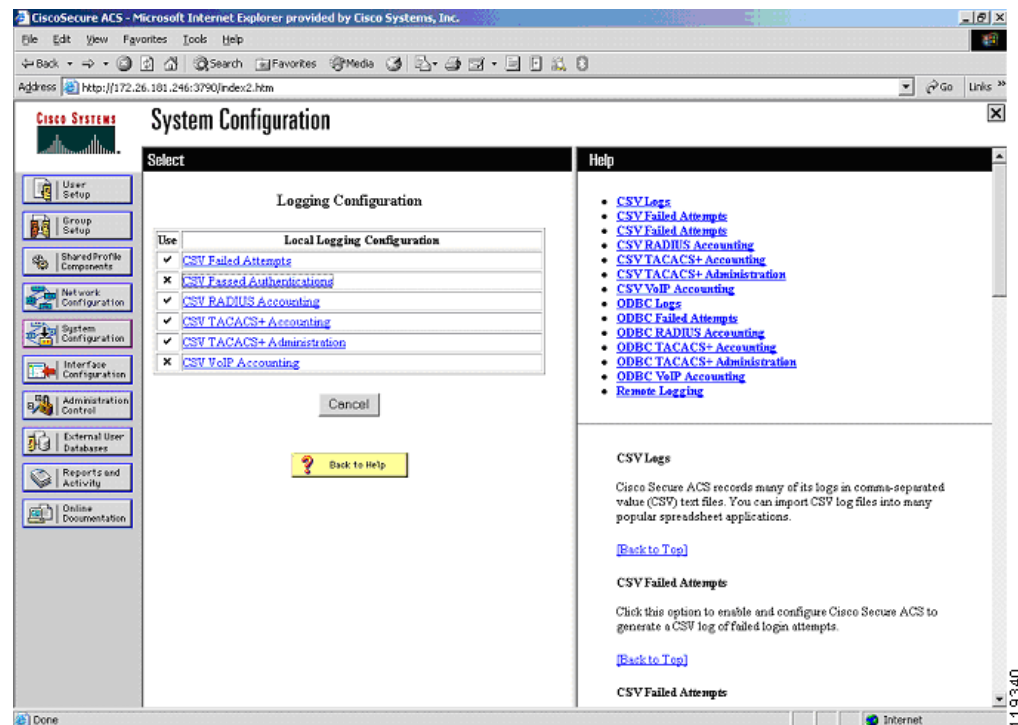 CiscoSecure ACS - Microsoft Internet Explorer provided by Cisco Systems, Inc.
File Edit View Favorites Tools Help
Back Search Favorites Media
Address http://172.26.181.246:3790/index2.htm Go Links »
CISCO SYSTEMS
System Configuration
User Setup
Group Setup
Shared Profile Components
Network Configuration
System Configuration
Interface Configuration
Administration Control
External User Databases
Reports and Activity
Online Documentation
Select
Logging Configuration
Use Local Logging Configuration
CSV Failed Attempts
CSV Passed Authentications
CSV RADIUS Accounting
CSV TACACS+ Accounting
CSV TACACS+ Administration
CSV VoIP Accounting
Cancel
? Back to Help
Help
CSV Logs
CSV Failed Attempts
CSV Failed Attempts
CSV RADIUS Accounting
CSV TACACS+ Accounting
CSV TACACS+ Administration
CSV VoIP Accounting
ODBC Logs
ODBC Failed Attempts
ODBC RADIUS Accounting
ODBC TACACS+ Accounting
ODBC TACACS+ Administration
ODBC VoIP Accounting
Remote Logging
CSV Logs
Cisco Secure ACS records many of its logs in comma-separated
value (CSV) text files. You can import CSV log files into many
popular spreadsheet applications.
[Back to Top]
CSV Failed Attempts
Click this option to enable and configure Cisco Secure ACS to
generate a CSV log of failed login attempts.
[Back to Top]
CSV Failed Attempts
Done Internet
119340